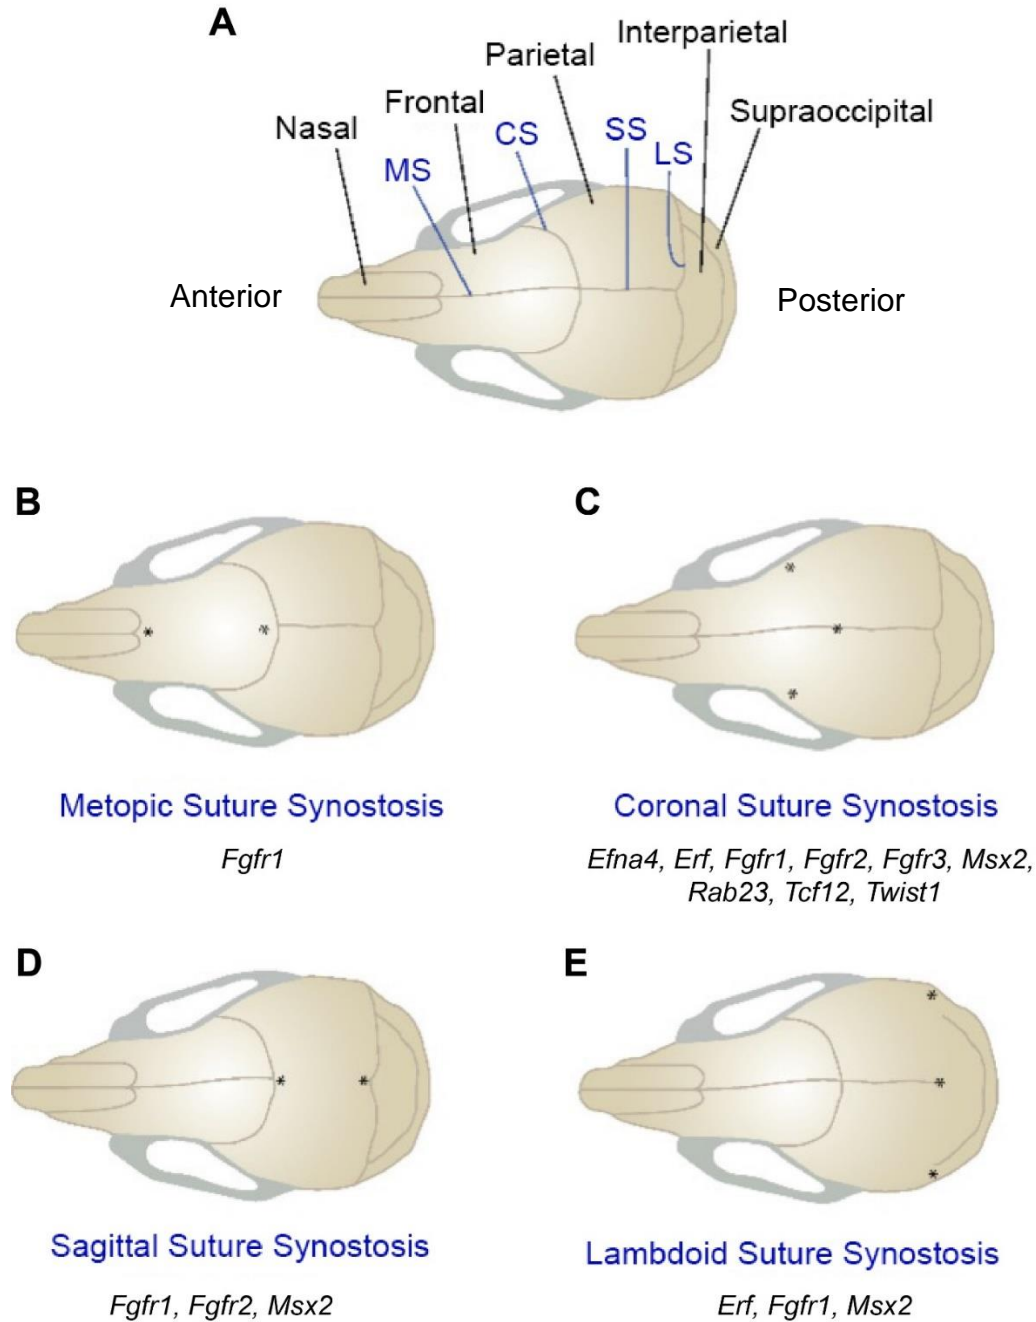 A
Interparietal
Parietal
Frontal
Supraoccipital
Nasal
CS
SS
LS
MS
Anterior
Posterior
B
C
*
*
*
*
*
Metopic Suture Synostosis
Coronal Suture Synostosis
Fgfr1
Efna4, Erf, Fgfr1, Fgfr2, Fgfr3, Msx2,
Rab23, Tcf12, Twist1
D
E
*
*
*
*
*
Sagittal Suture Synostosis
Lambdoid Suture Synostosis
Fgfr1, Fgfr2, Msx2
Erf, Fgfr1, Msx2